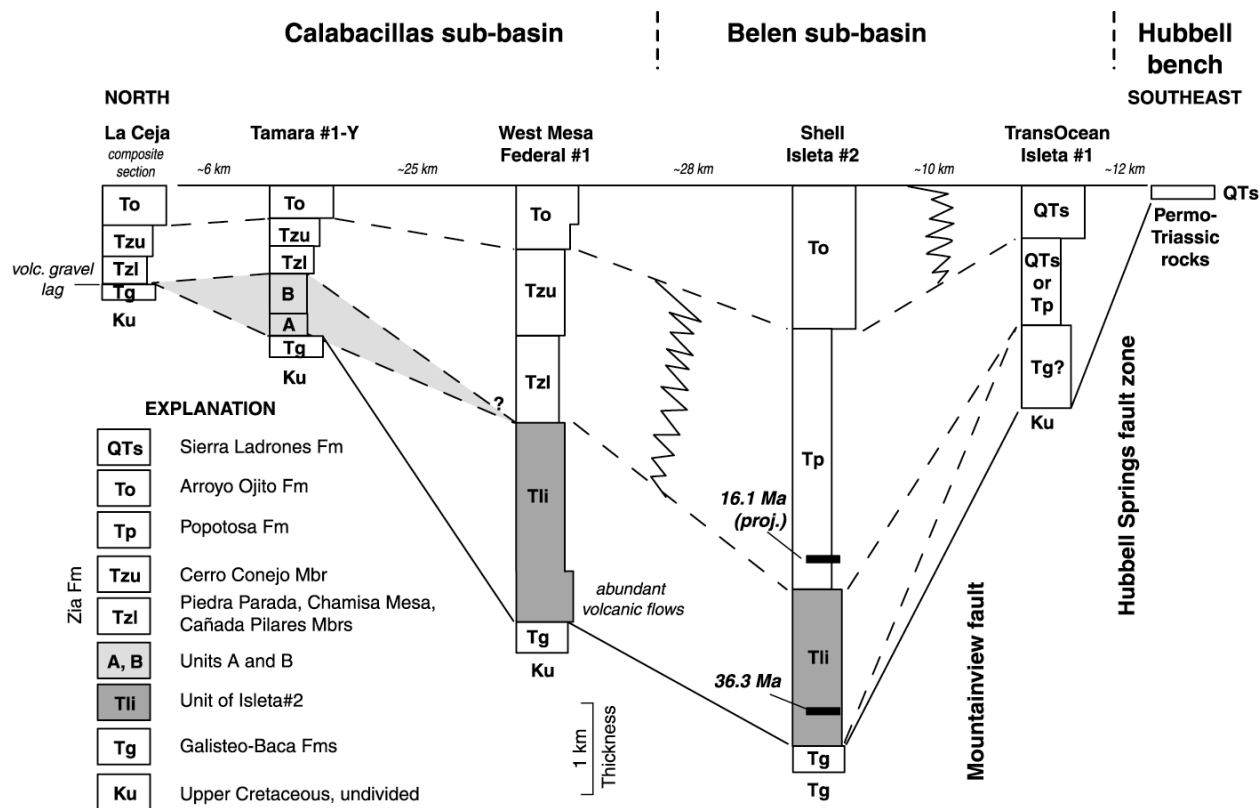 Calabacillas sub-basin
Belen sub-basin
Hubbell
bench
NORTH
SOUTHEAST
La Ceja
composite
section
Tamara #1-Y
West Mesa
Federal #1
Shell
Isleta #2
TransOcean
Isleta #1
~6 km
~25 km
~28 km
~10 km
~12 km
To
Tzu
Tzl
Tg
Ku
volc. gravel
lag
To
Tzu
Tzl
B
A
Tg
Ku
To
Tzu
Tzl
?
Tli
Tg
Ku
abundant
volcanic flows
To
Tp
16.1 Ma
(proj.)
Tli
36.3 Ma
Tg
Tg
QTs
QTs
or
Tp
Tg?
Ku
QTs
Permo-
Triassic
rocks
Mountainview fault
Hubbell Springs fault zone
1 km
Thickness
EXPLANATION
QTs Sierra Ladrones Fm
To Arroyo Ojito Fm
Tp Popotosa Fm
Zia Fm
Tzu Cerro Conejo Mbr
Tzl Piedra Parada, Chamisa Mesa,
Cañada Pilares Mbrs
A, B Units A and B
Tli Unit of Isleta#2
Tg Galisteo-Baca Fms
Ku Upper Cretaceous, undivided